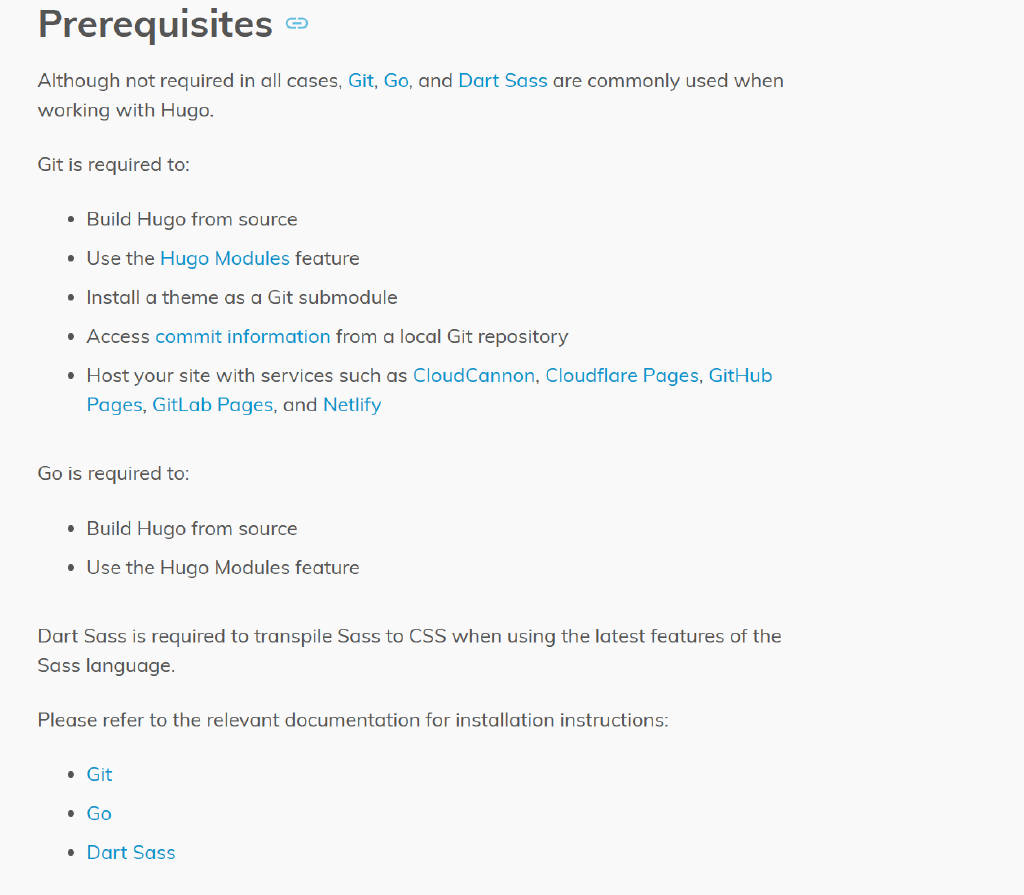 Prerequisites
Although not required in all cases, Git, Go, and Dart Sass are commonly used when
working with Hugo.
Git is required to:
• Build Hugo from source
• Use the Hugo Modules feature
• Install a theme as a Git submodule
• Access commit information from a local Git repository
• Host your site with services such as CloudCannon, Cloudflare Pages, GitHub
Pages, GitLab Pages, and Netlify
Go is required to:
• Build Hugo from source
• Use the Hugo Modules feature
Dart Sass is required to transpile Sass to CSS when using the latest features of the
Sass language.
Please refer to the relevant documentation for installation instructions:
• Git
• Go
• Dart Sass